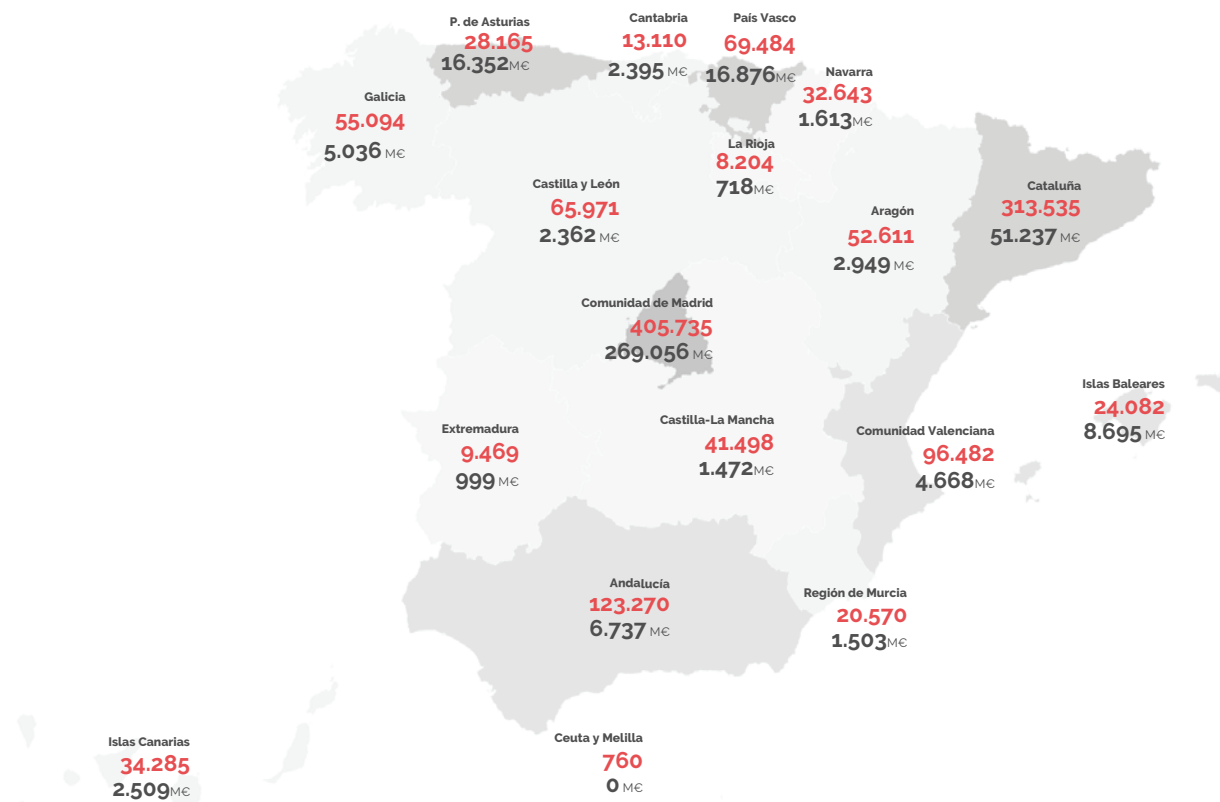 P. de Asturias
28.165
16.352M€
Cantabria
13.110
2.395 M€
País Vasco
69.484
16.876M€
Navarra
32.643
1.613M€
Galicia
55.094
5.036 M€
La Rioja
8.204
718M€
Castilla y León
65.971
2.362 M€
Aragón
52.611
2.949 M€
Cataluña
313.535
51.237 M€
Comunidad de Madrid
405.735
269.056 M€
Islas Baleares
24.082
8.695 M€
Extremadura
9.469
999 M€
Castilla-La Mancha
41.498
1.472M€
Comunidad Valenciana
96.482
4.668M€
Andalucía
123.270
6.737 M€
Región de Murcia
20.570
1.503M€
Islas Canarias
34.285
2.509M€
Ceuta y Melilla
760
0 M€